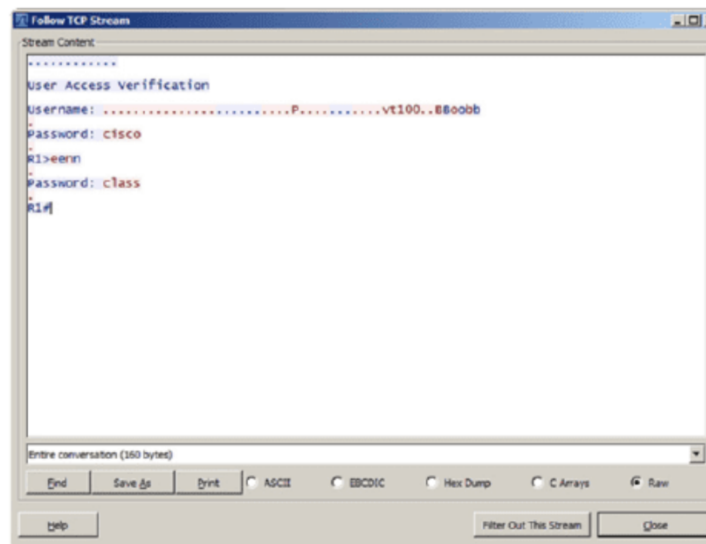 Follow TCP Stream
Stream Content
............
User Access Verification
Username: .........................P...........vt100..BBoobb
.
Password: cisco
.
R1>eenn
.
Password: class
.
R1#
Entire conversation (160 bytes)
Find Save As Print ASCII EBCDIC Hex Dump C Arrays Raw
Help Filter Out This Stream Close